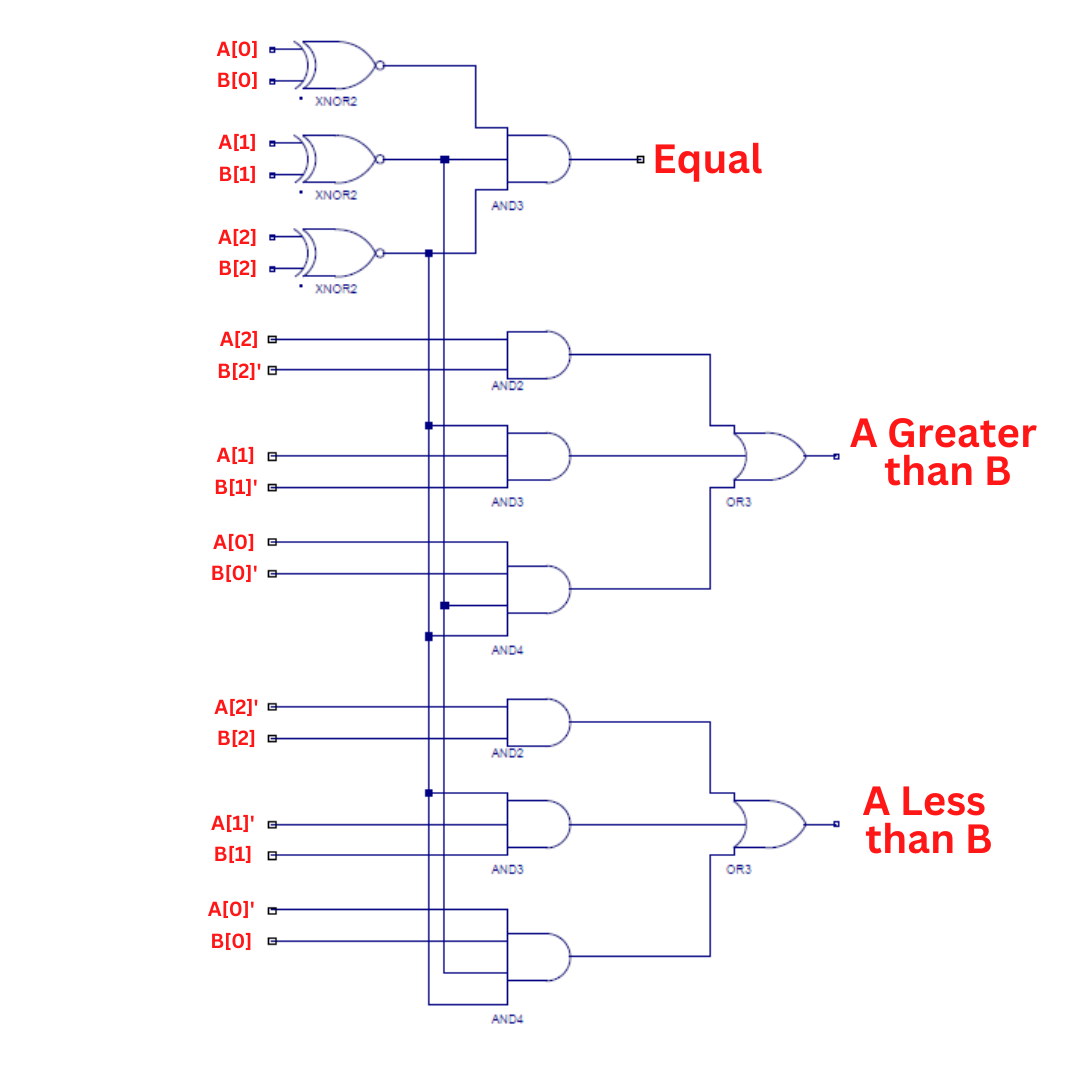 A[0]
B[0]
XNOR2
A[1]
B[1]
XNOR2
AND3
Equal
A[2]
B[2]
XNOR2
A[2]
B[2]'
AND2
A[1]
B[1]'
AND3
OR3
A Greater
than B
A[0]
B[0]'
AND4
A[2]'
B[2]
AND2
A[1]'
B[1]
AND3
OR3
A Less
than B
A[0]'
B[0]
AND4